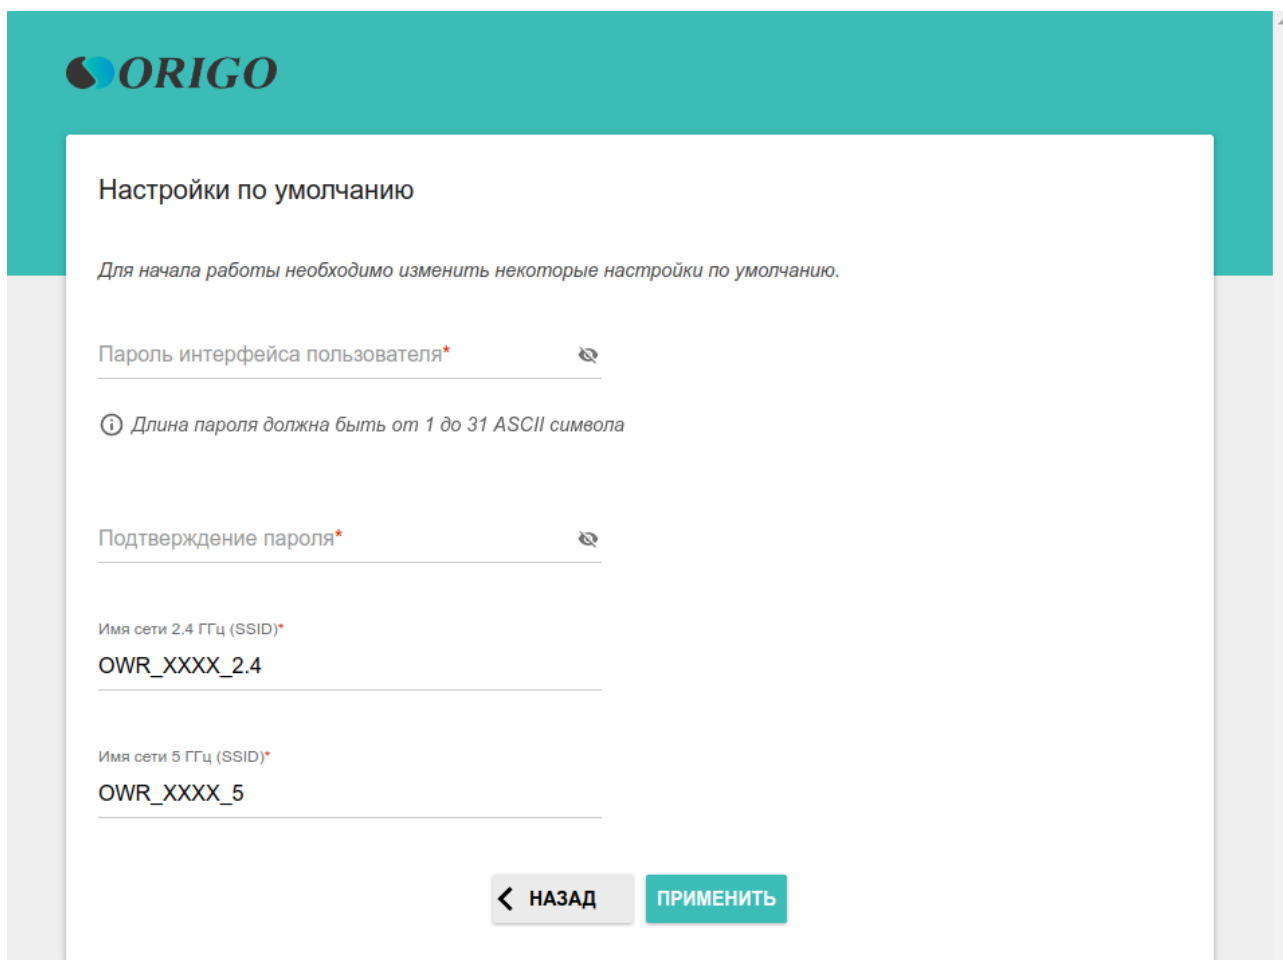 ORIGO
Настройки по умолчанию
Для начала работы необходимо изменить некоторые настройки по умолчанию.
Пароль интерфейса пользователя*
Длина пароля должна быть от 1 до 31 ASCII символа
Подтверждение пароля*
Имя сети 2.4 ГГц (SSID)*
OWR_XXXX_2.4
Имя сети 5 ГГц (SSID)*
OWR_XXXX_5
НАЗАД
ПРИМЕНИТЬ